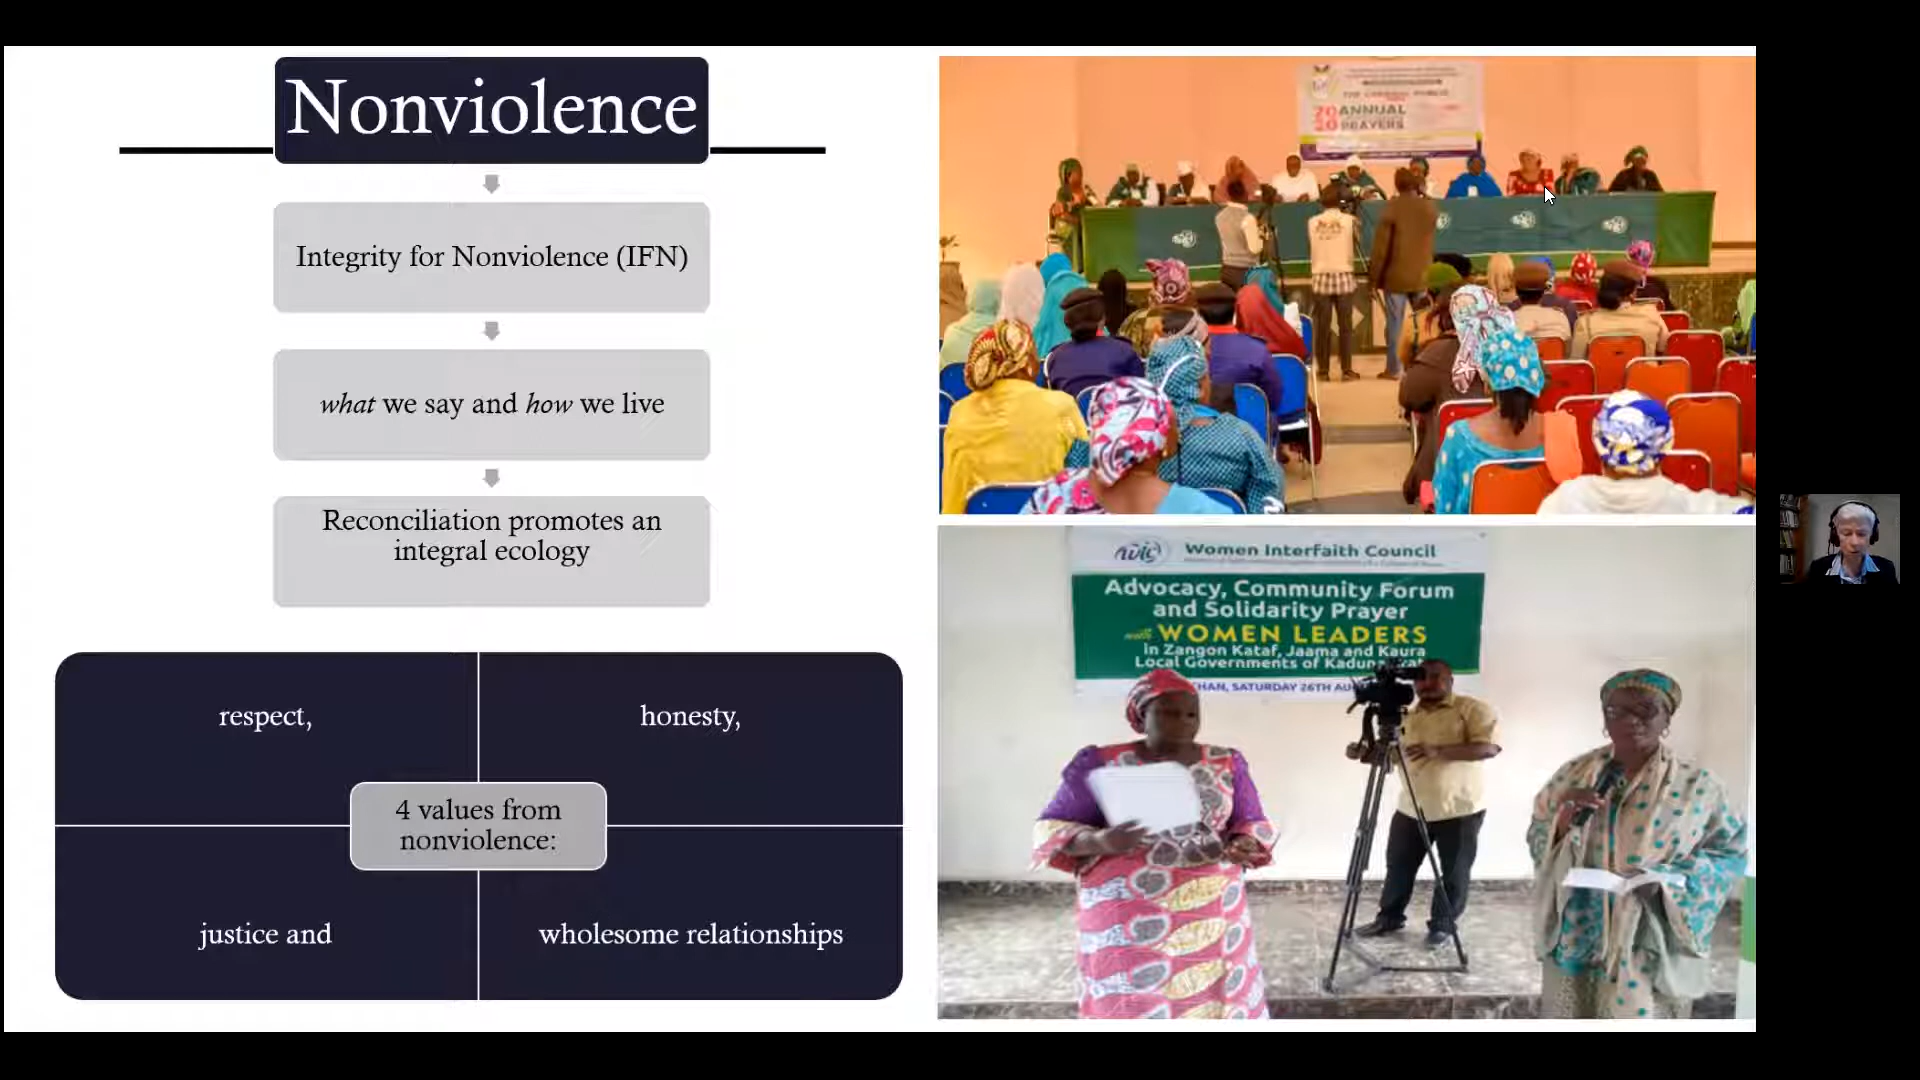 Nonviolence
Integrity for Nonviolence (IFN)
what we say and how we live
Reconciliation promotes an
integral ecology
respect,
honesty,
4 values from
nonviolence:
justice and
wholesome relationships
2020
ANNUAL
PRAYERS
wic Women Interfaith Council
Advocacy, Community Forum
and Solidarity Prayer
with WOMEN LEADERS
in Zangon Kataf, Jaama and Kaura
Local Governments of
SATURDAY 26TH